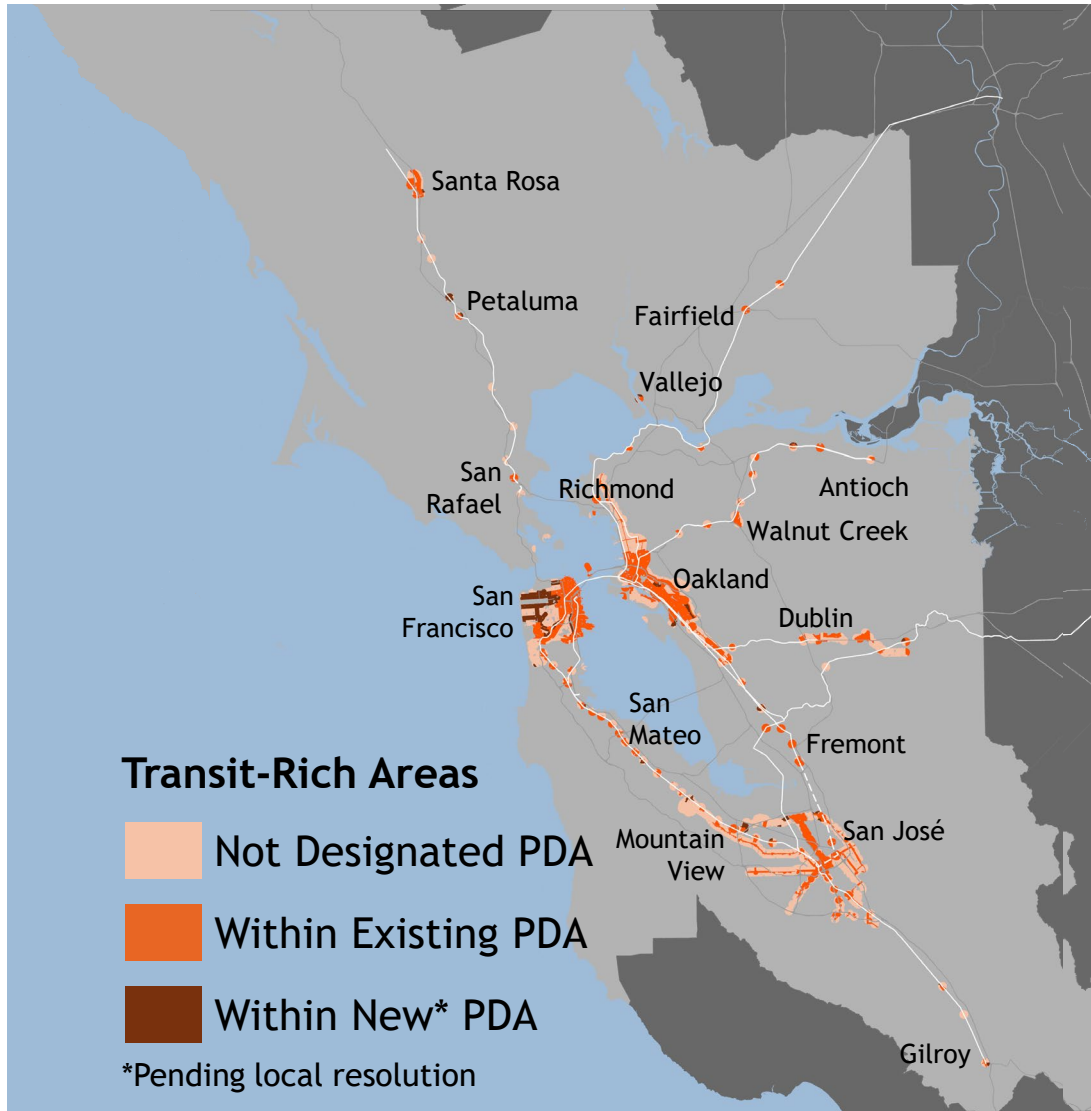 Santa Rosa
Petaluma
Fairfield
Vallejo
San
Rafael
Richmond
Antioch
Walnut Creek
Oakland
San
Francisco
Dublin
San
Mateo
Fremont
Transit-Rich Areas
Not Designated PDA
Within Existing PDA
Within New* PDA
*Pending local resolution
Mountain
View
San José
Gilroy